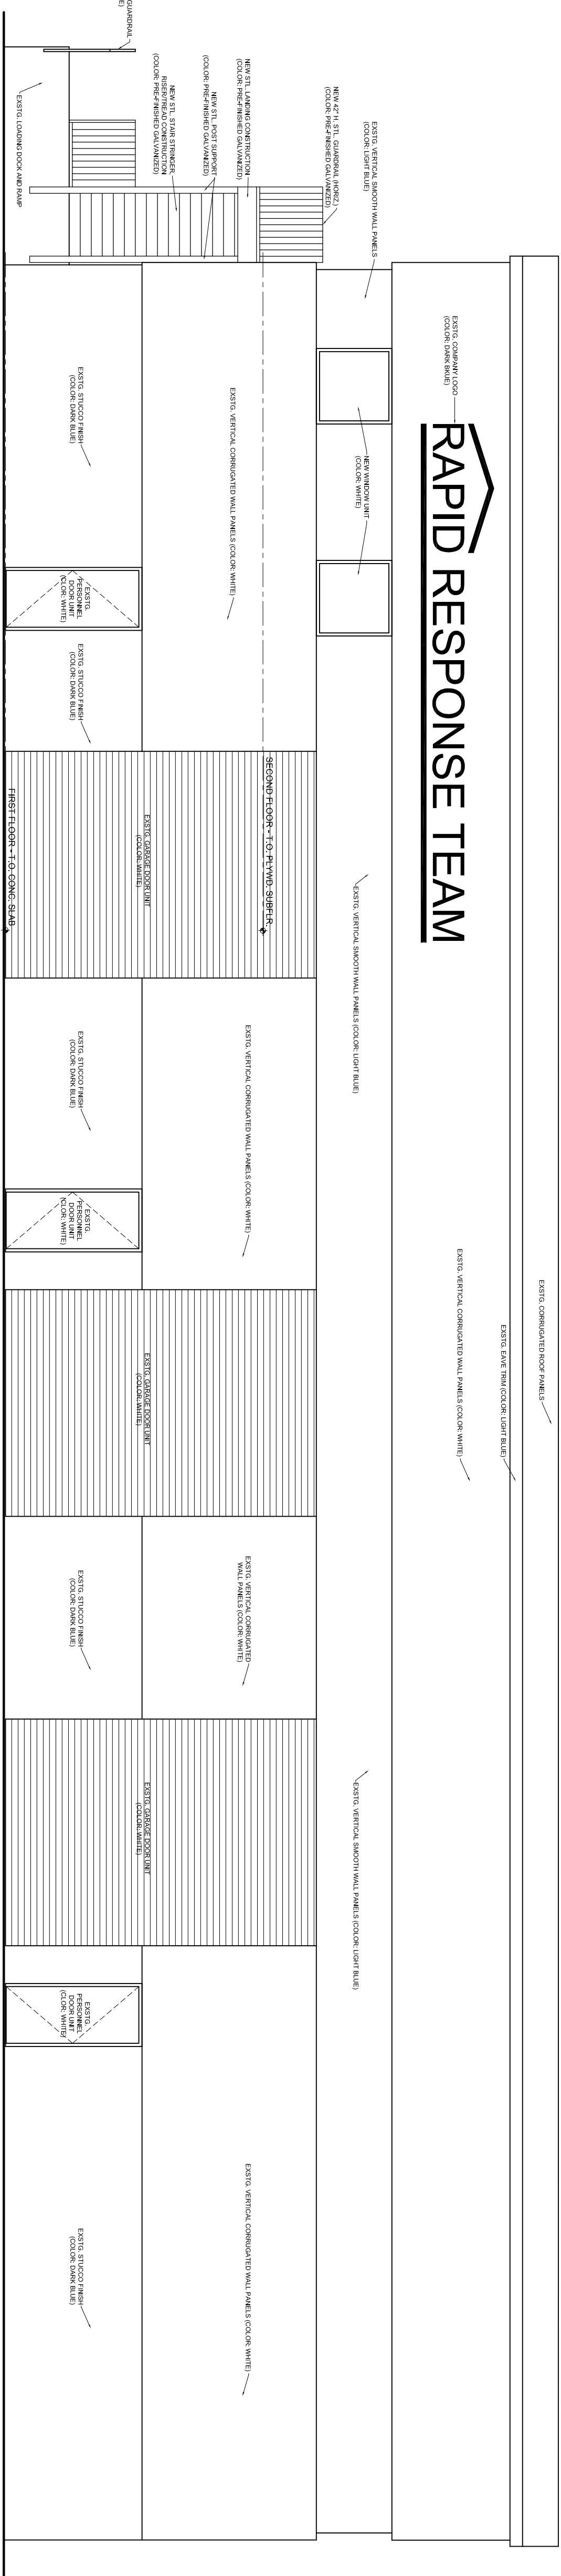 GUARDRAIL
E)
EXSTG. LOADING DOCK AND RAMP
NEW STL. STAIR STRINGER,
RISER/TREAD CONSTRUCTION
(COLOR: PRE-FINISHED GALVANIZED)
NEW STL. POST SUPPORT
(COLOR: PRE-FINISHED GALVANIZED)
NEW STL. LANDING CONSTRUCTION
(COLOR: PRE-FINISHED GALVANIZED)
NEW 42" H. STL. GUARDRAIL (HORIZ.)
(COLOR: PRE-FINISHED GALVANIZED)
EXSTG. VERTICAL SMOOTH WALL PANELS
(COLOR: LIGHT BLUE)
EXSTG. COMPANY LOGO
(COLOR: DARK BKUE)
RAPID RESPONSE TEAM
NEW WINDOW UNIT
(COLOR: WHITE)
EXSTG. VERTICAL CORRUGATED WALL PANELS (COLOR: WHITE)
EXSTG. STUCCO FINISH
(COLOR: DARK BLUE)
EXSTG.
PERSONNEL
DOOR UNIT
(CLOR: WHITE)
EXSTG. STUCCO FINISH
(COLOR: DARK BLUE)
SECOND FLOOR - T.O. PLYWD. SUBFLR.
EXSTG. GARAGE DOOR UNIT
(COLOR: WHITE)
FIRST FLOOR - T.O. CONC. SLAB
EXSTG. VERTICAL SMOOTH WALL PANELS (COLOR: LIGHT BLUE)
EXSTG. VERTICAL CORRUGATED WALL PANELS (COLOR: WHITE)
EXSTG. STUCCO FINISH
(COLOR: DARK BLUE)
EXSTG.
PERSONNEL
DOOR UNIT
(CLOR: WHITE)
EXSTG. CORRUGATED ROOF PANELS
EXSTG. EAVE TRIM (COLOR: LIGHT BLUE)
EXSTG. VERTICAL CORRUGATED WALL PANELS (COLOR: WHITE)
EXSTG. GARAGE DOOR UNIT
(COLOR: WHITE)
EXSTG. VERTICAL CORRUGATED
WALL PANELS (COLOR: WHITE)
EXSTG. STUCCO FINISH
(COLOR: DARK BLUE)
EXSTG. VERTICAL SMOOTH WALL PANELS (COLOR: LIGHT BLUE)
EXSTG. GARAGE DOOR UNIT
(COLOR: WHITE)
EXSTG.
PERSONNEL
DOOR UNIT
(CLOR: WHITE)
EXSTG. VERTICAL CORRUGATED WALL PANELS (COLOR: WHITE)
EXSTG. STUCCO FINISH
(COLOR: DARK BLUE)